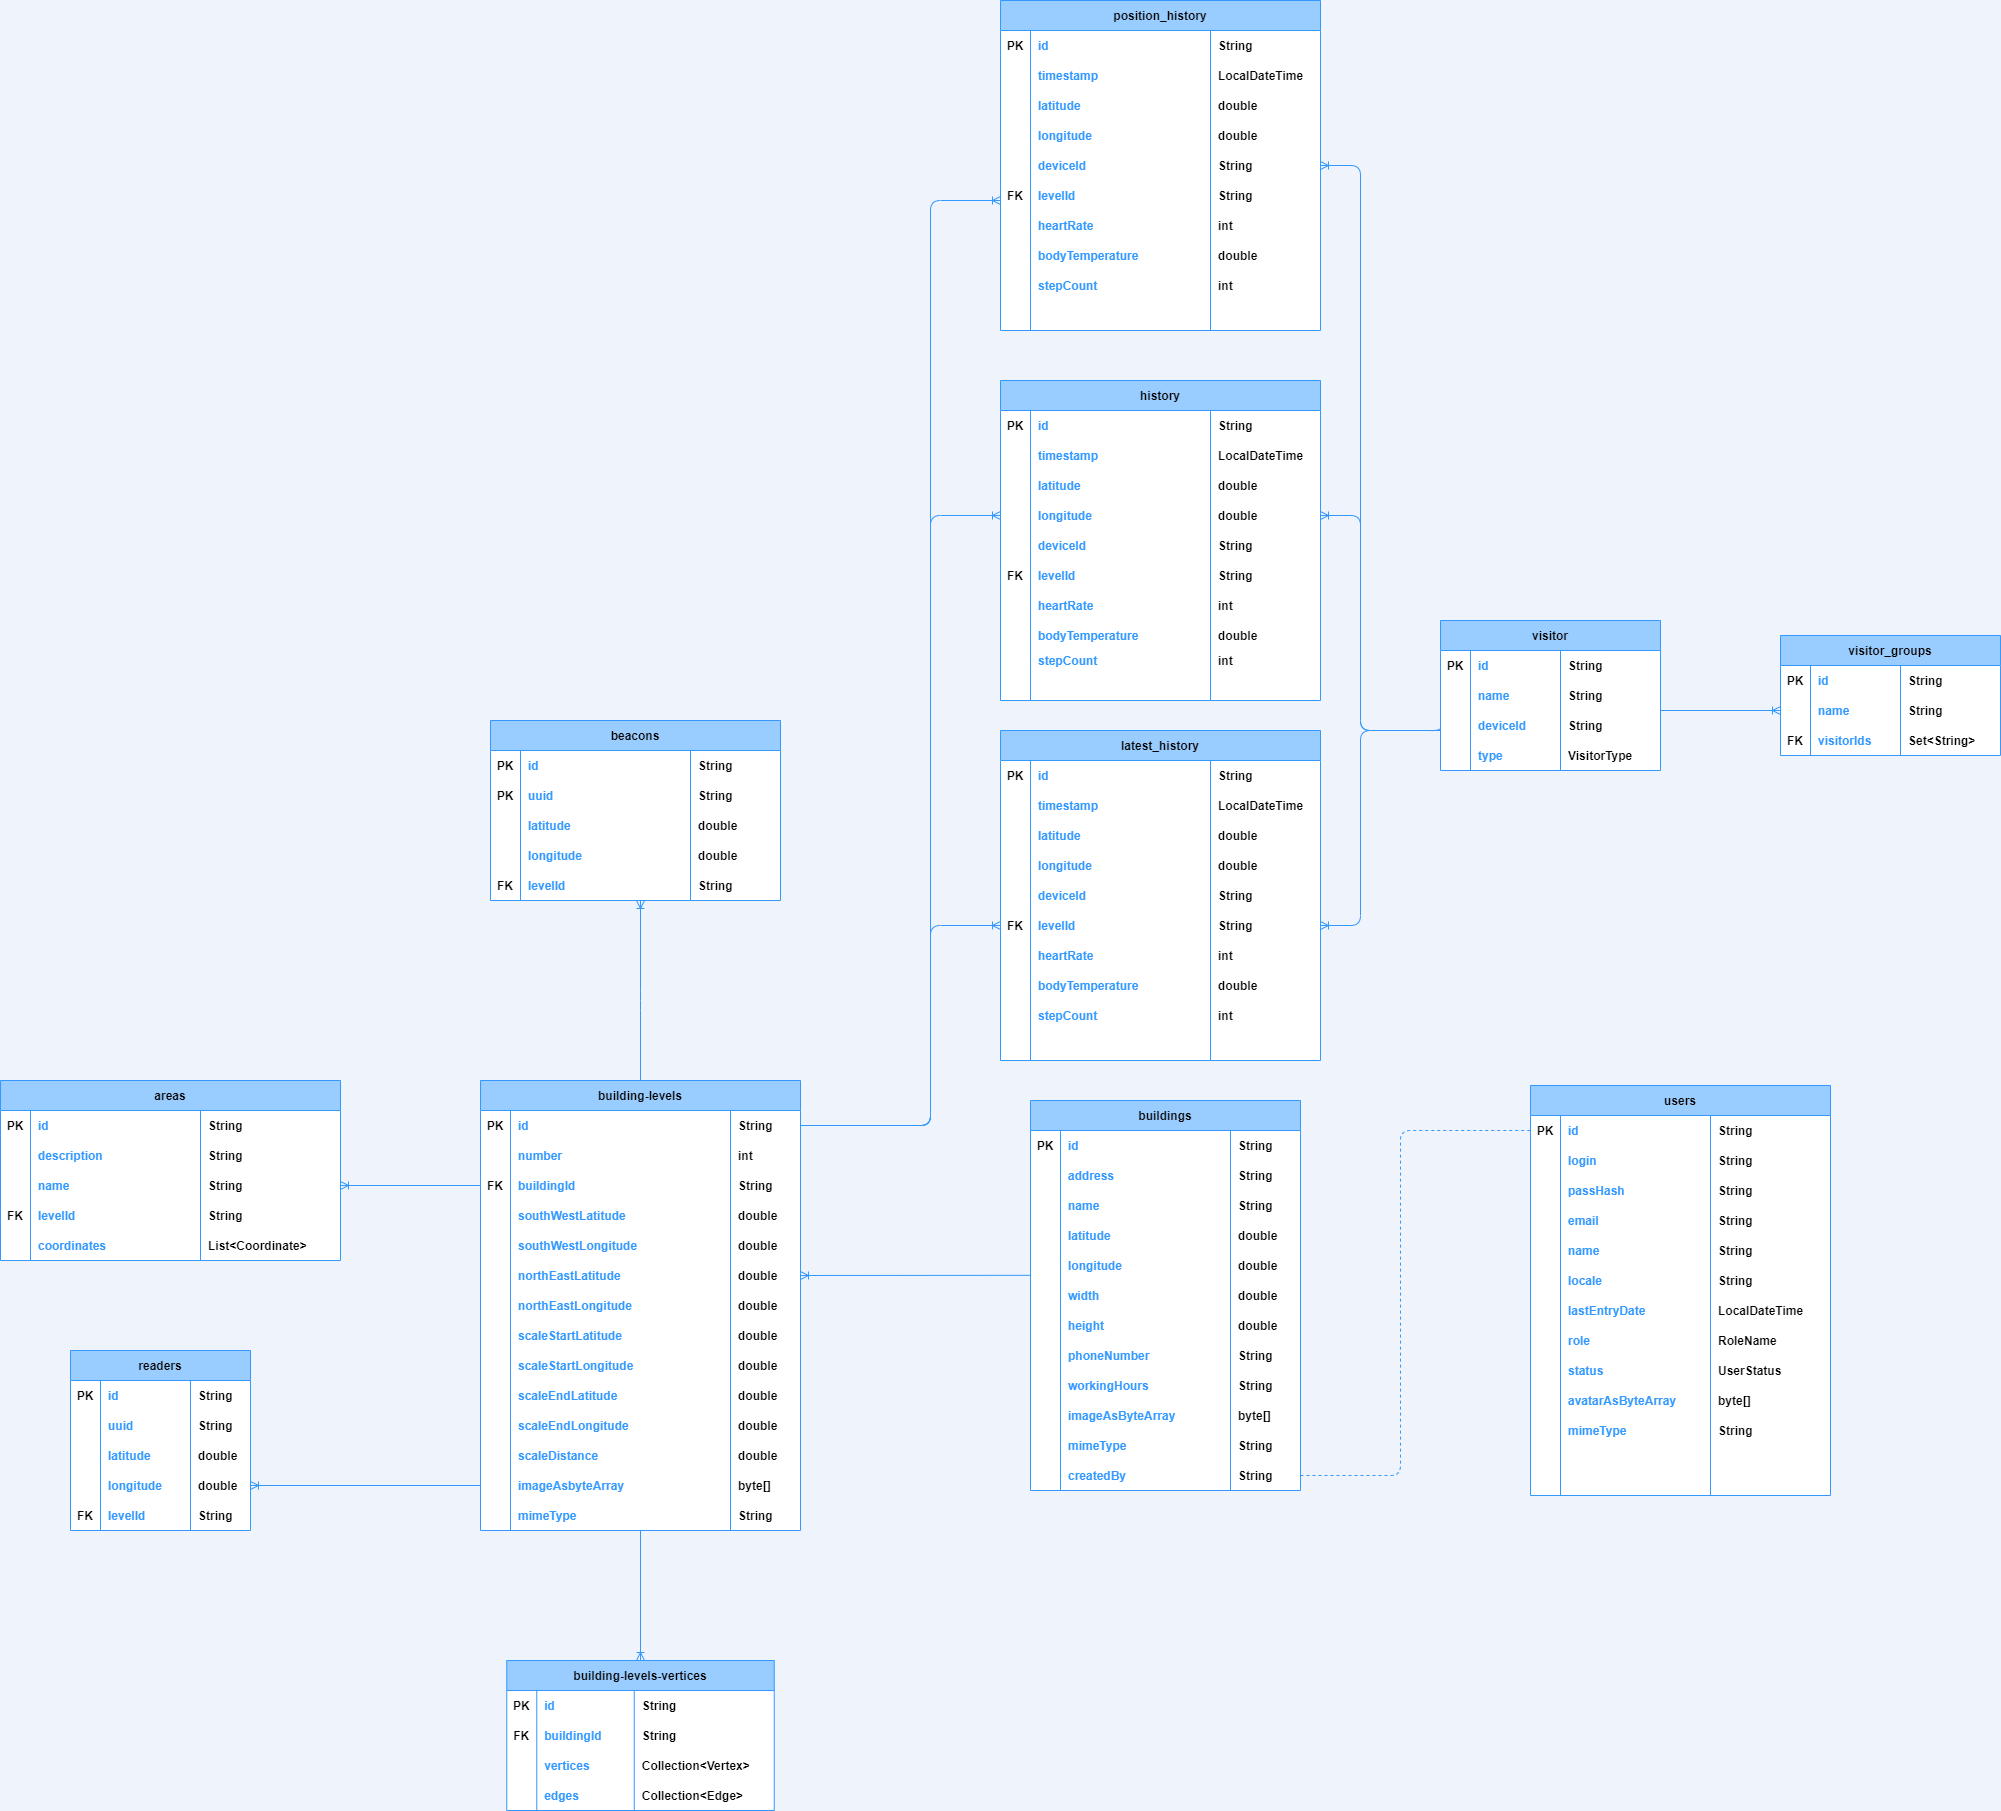 position_history
PK id String
timestamp LocalDateTime
latitude double
longitude double
deviceId String
FK levelId String
heartRate int
bodyTemperature double
stepCount int
history
PK id String
timestamp LocalDateTime
latitude double
longitude double
deviceId String
FK levelId String
heartRate int
bodyTemperature double
stepCount int
visitor
PK id String
name String
deviceId String
type VisitorType
visitor_groups
PK id String
name String
FK visitorIds Set<String>
beacons
PK id String
PK uuid String
latitude double
longitude double
FK levelId String
latest_history
PK id String
timestamp LocalDateTime
latitude double
longitude double
deviceId String
FK levelId String
heartRate int
bodyTemperature double
stepCount int
areas
PK id String
description String
name String
FK levelId String
coordinates List<Coordinate>
building-levels
PK id String
number int
FK buildingId String
southWestLatitude double
southWestLongitude double
northEastLatitude double
northEastLongitude double
scaleStartLatitude double
scaleStartLongitude double
scaleEndLatitude double
scaleEndLongitude double
scaleDistance double
imageAsbyteArray byte[]
mimeType String
buildings
PK id String
address String
name String
latitude double
longitude double
width double
height double
phoneNumber String
workingHours String
imageAsByteArray byte[]
mimeType String
createdBy String
users
PK id String
login String
passHash String
email String
name String
locale String
lastEntryDate LocalDateTime
role RoleName
status UserStatus
avatarAsByteArray byte[]
mimeType String
readers
PK id String
uuid String
latitude double
longitude double
FK levelId String
building-levels-vertices
PK id String
FK buildingId String
vertices Collection<Vertex>
edges Collection<Edge>